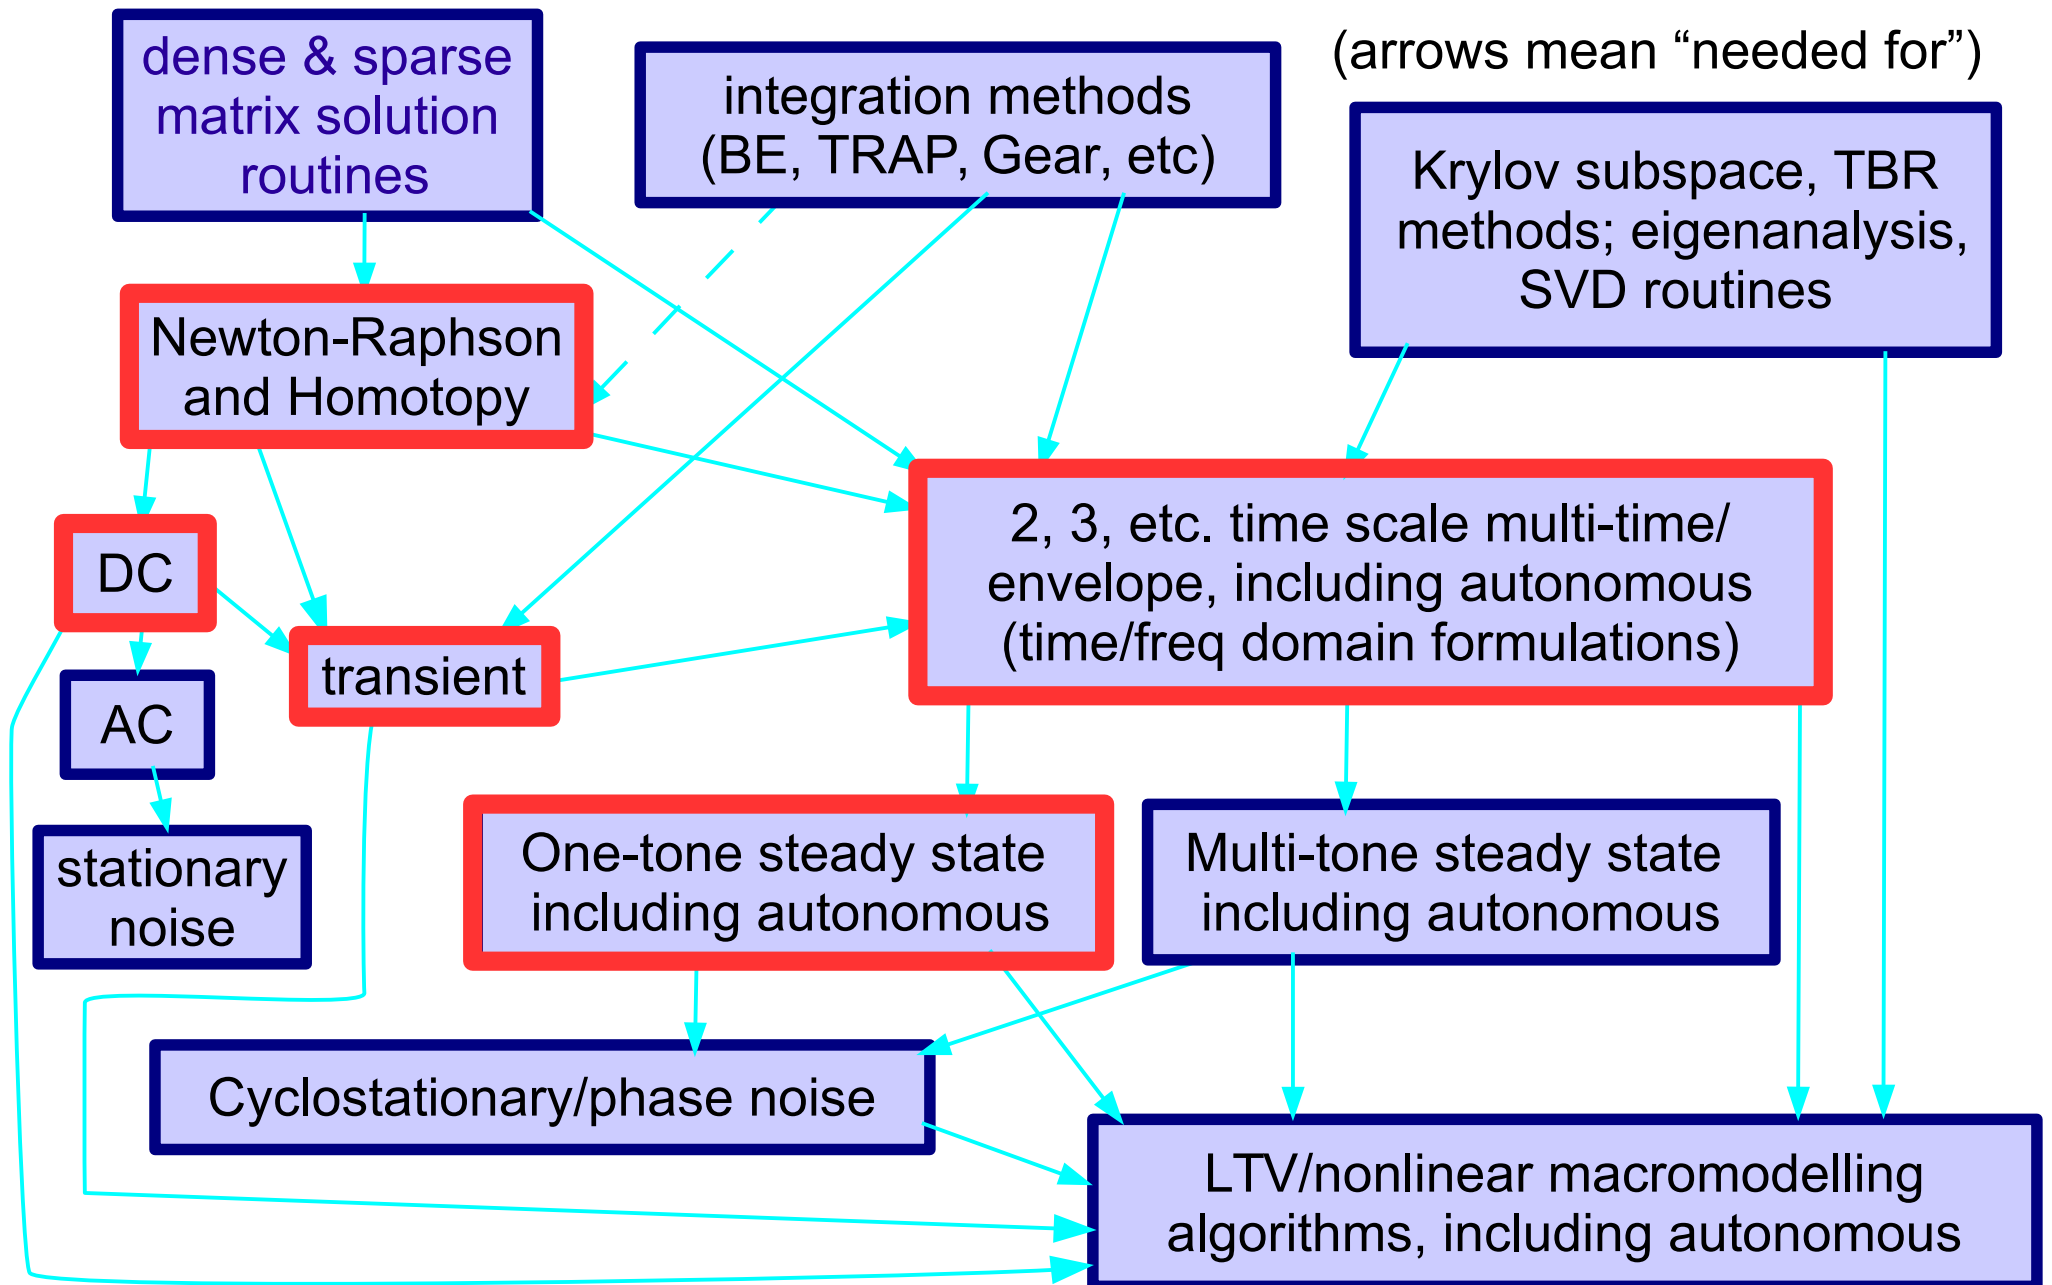 dense & sparse
matrix solution
routines
integration methods
(BE, TRAP, Gear, etc)
(arrows mean “needed for”)
Krylov subspace, TBR
methods; eigenanalysis,
SVD routines
Newton-Raphson
and Homotopy
2, 3, etc. time scale multi-time/
envelope, including autonomous
(time/freq domain formulations)
DC
transient
AC
stationary
noise
One-tone steady state
including autonomous
Multi-tone steady state
including autonomous
Cyclostationary/phase noise
LTV/nonlinear macromodelling
algorithms, including autonomous